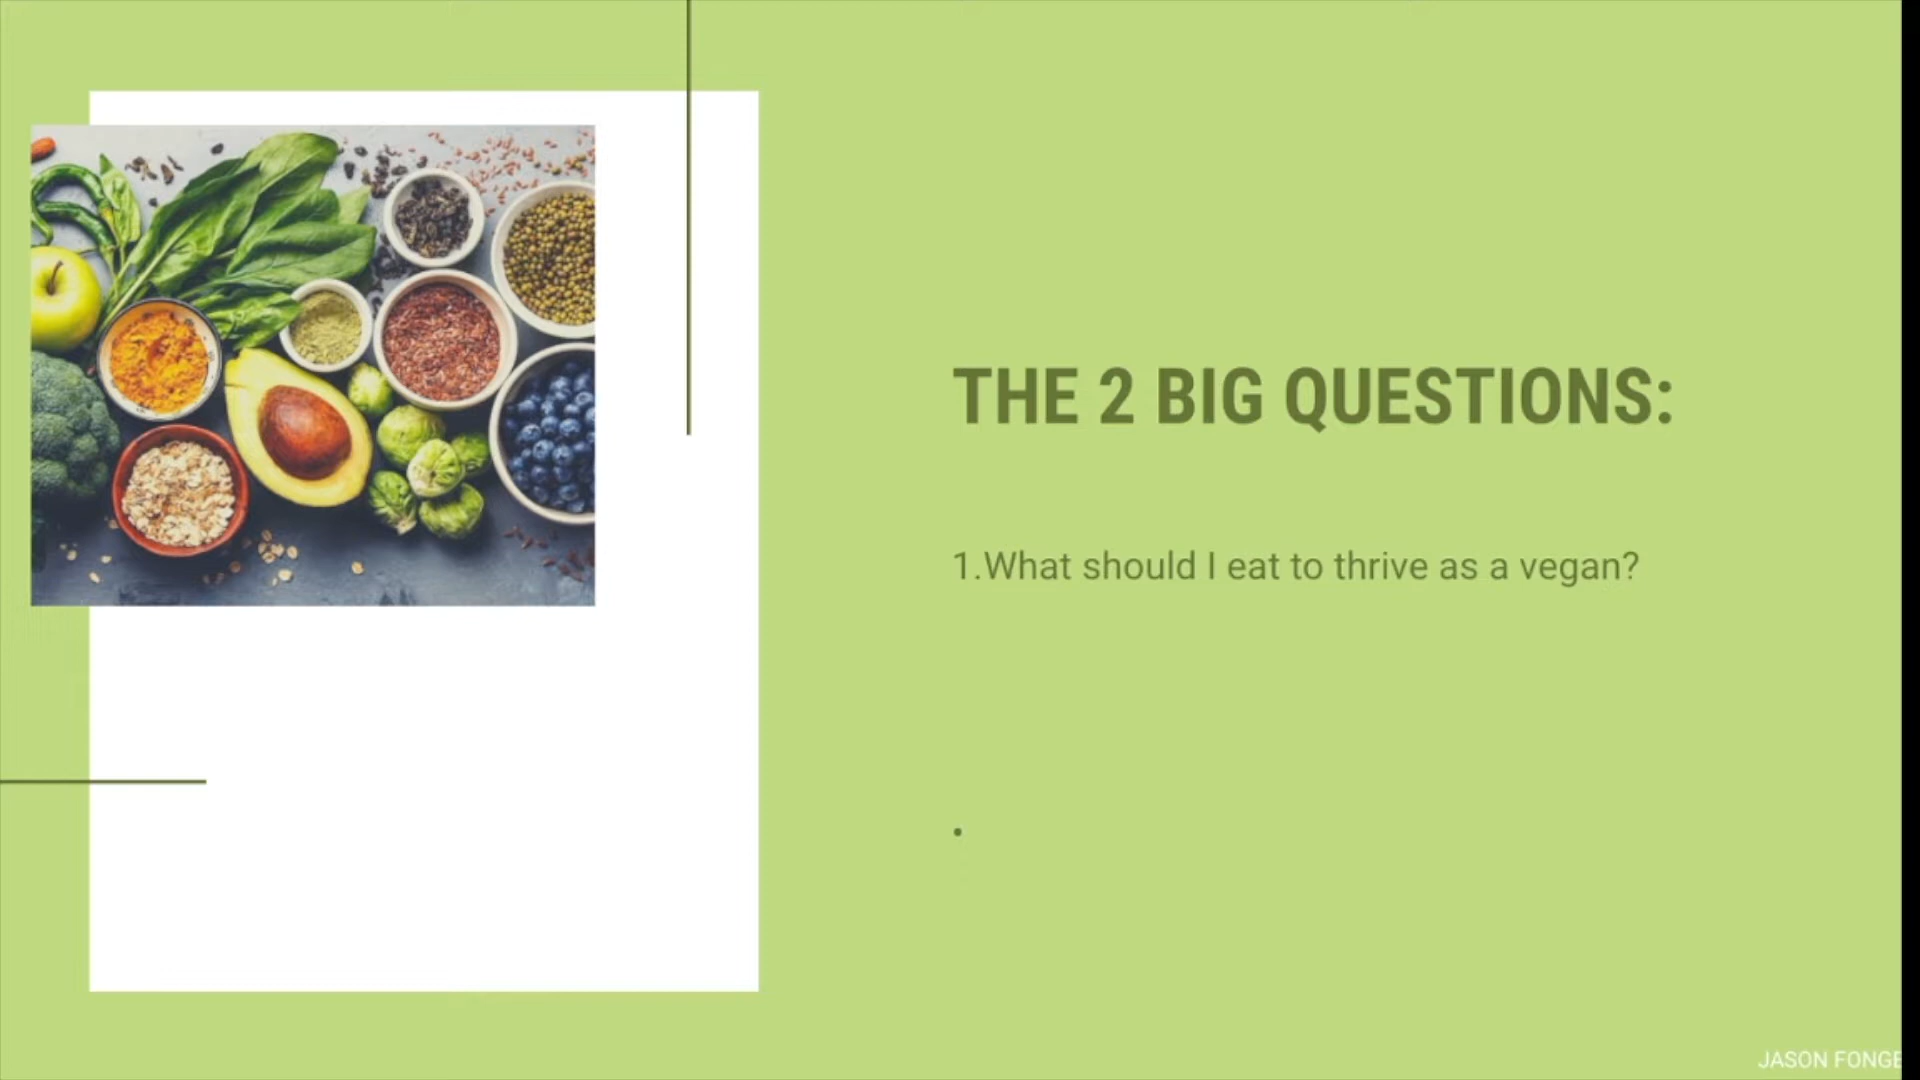 THE 2 BIG QUESTIONS:
1.What should I eat to thrive as a vegan?
•
JASON FONGE